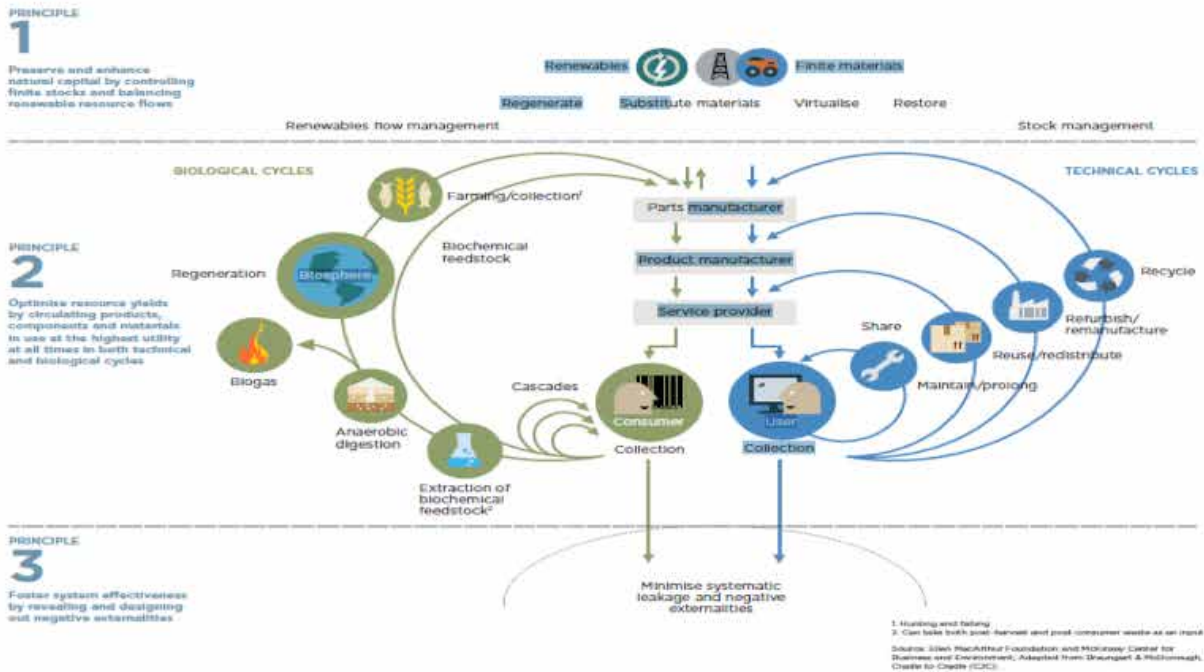 PRINCIPLE
1
Preserve and enhance
natural capital by controlling
finite stocks and balancing
renewable resource flows
Renewables
Finite materials
Regenerate Substitute materials Virtualise Restore
Renewables flow management
Stock management
BIOLOGICAL CYCLES
TECHNICAL CYCLES
Farming/collection¹
Parts manufacturer
PRINCIPLE
2
Optimise resource yields
by circulating products,
components and materials
in use at the highest utility
at all times in both technical
and biological cycles
Regeneration
Biosphere
Biochemical
feedstock
Product manufacturer
Recycle
Service provider
Share
Refurbish/
remanufacture
Reuse/redistribute
Biogas
Cascades
Maintain/prolong
Anaerobic
digestion
Consumer
User
Collection
Collection
Extraction of
biochemical
feedstock²
PRINCIPLE
3
Foster system effectiveness
by revealing and designing
out negative externalities
Minimise systematic
leakage and negative
externalities
1. Hunting and fishing
2. Can take both post-harvest and post-consumer waste as an input
Source: Ellen MacArthur Foundation and McKinsey Center for
Business and Environment; Adapted from Braungart & McDonough,
Cradle to Cradle (C2C).